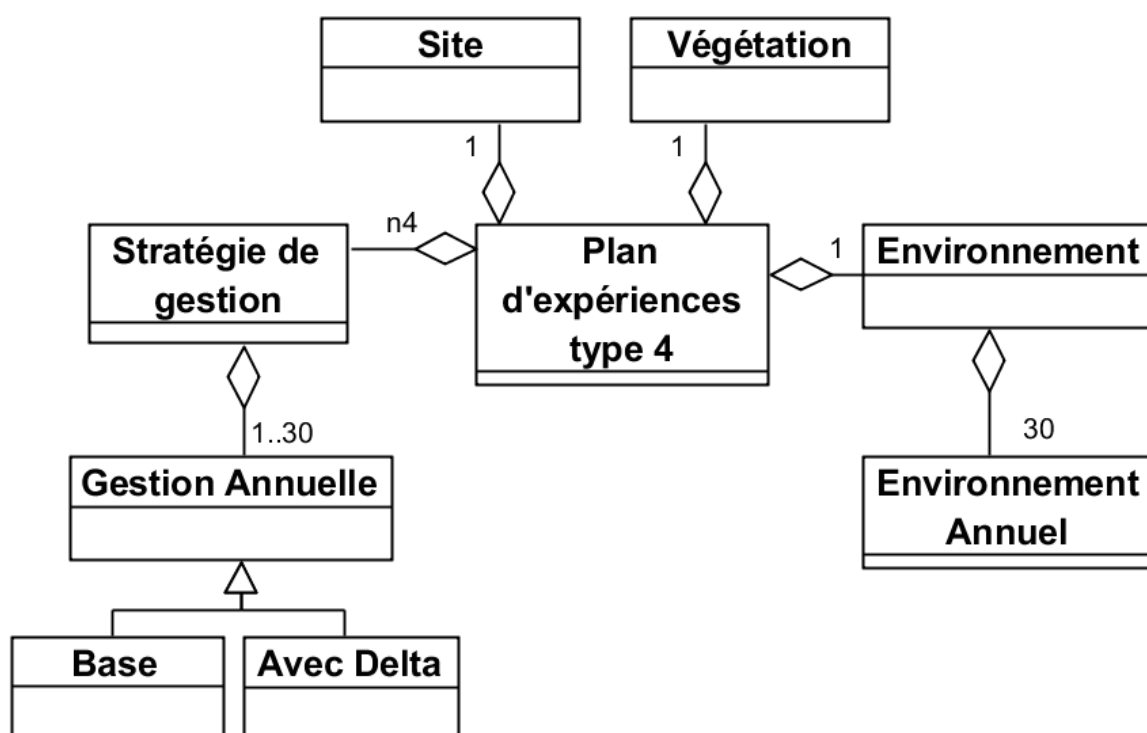 Site
Végétation
1
1
n4
Stratégie de
gestion
Plan
d'expériences
type 4
1
Environnement
1..30
30
Gestion Annuelle
Environnement
Annuel
Base
Avec Delta